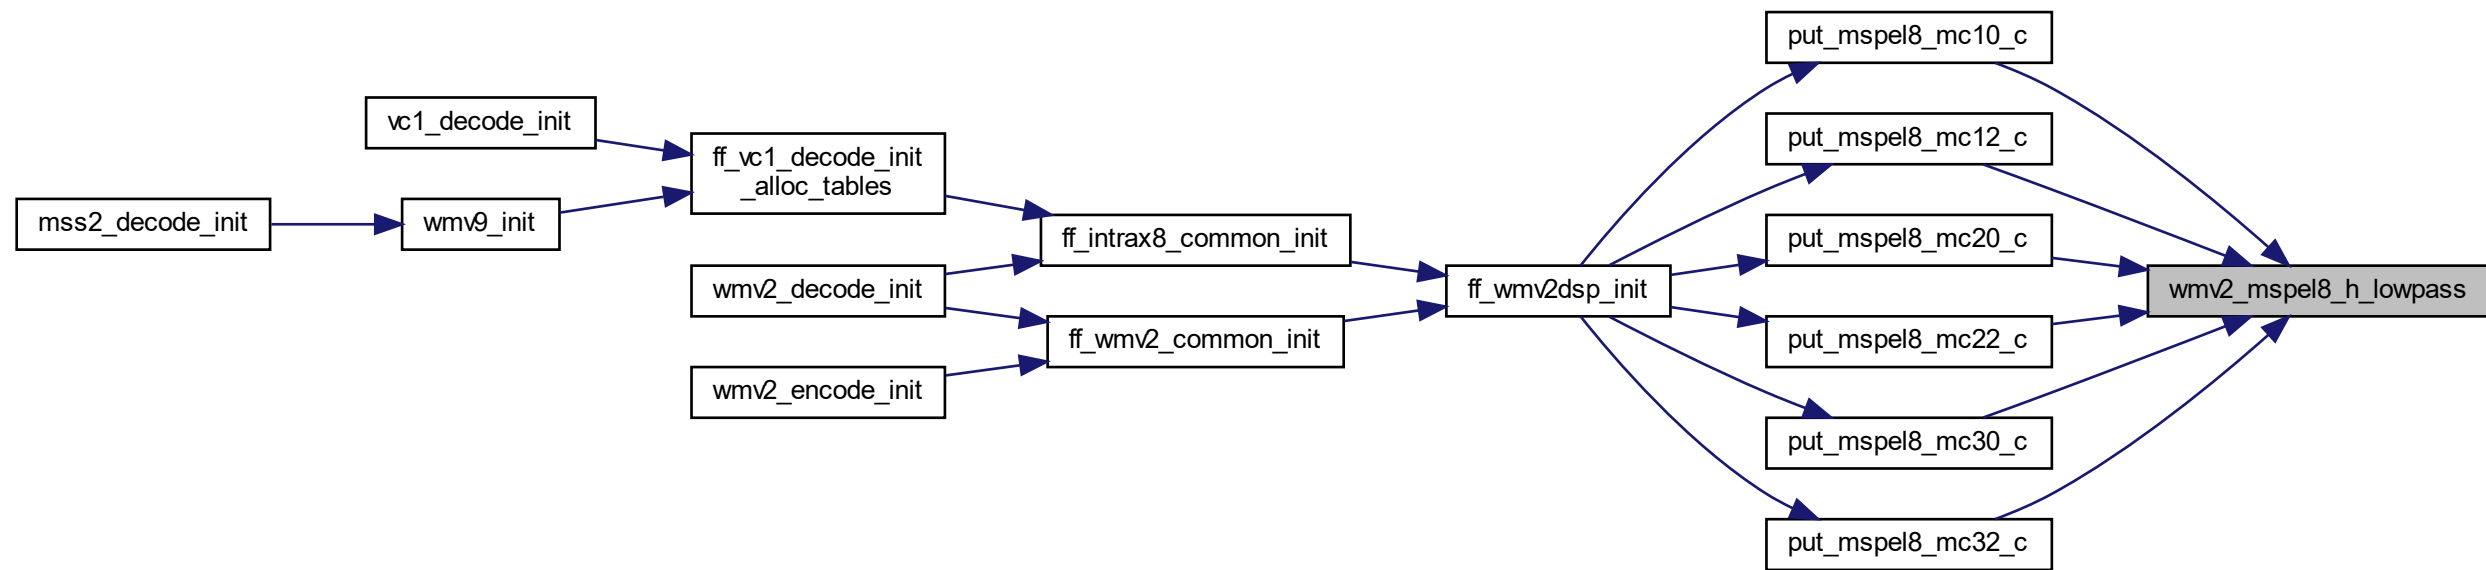 mss2_decode_init
vc1_decode_init
wmv9_init
ff_vc1_decode_init
_alloc_tables
wmv2_decode_init
wmv2_encode_init
ff_intrax8_common_init
ff_wmv2_common_init
ff_wmv2dsp_init
put_mspel8_mc10_c
put_mspel8_mc12_c
put_mspel8_mc20_c
put_mspel8_mc22_c
put_mspel8_mc30_c
put_mspel8_mc32_c
wmv2_mspel8_h_lowpass